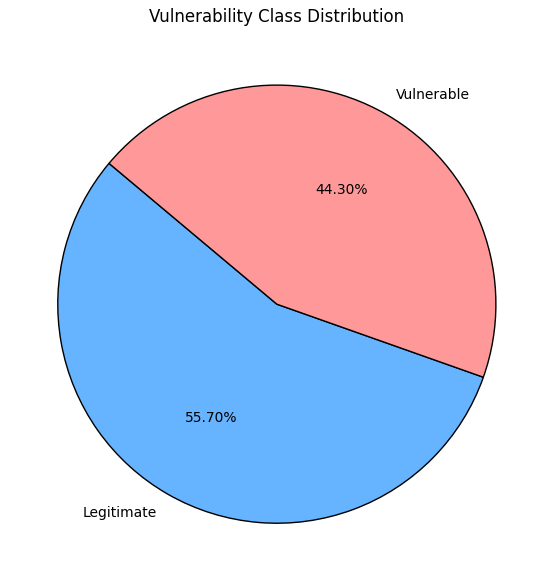 Vulnerability Class Distribution
Vulnerable
44.30%
55.70%
Legitimate